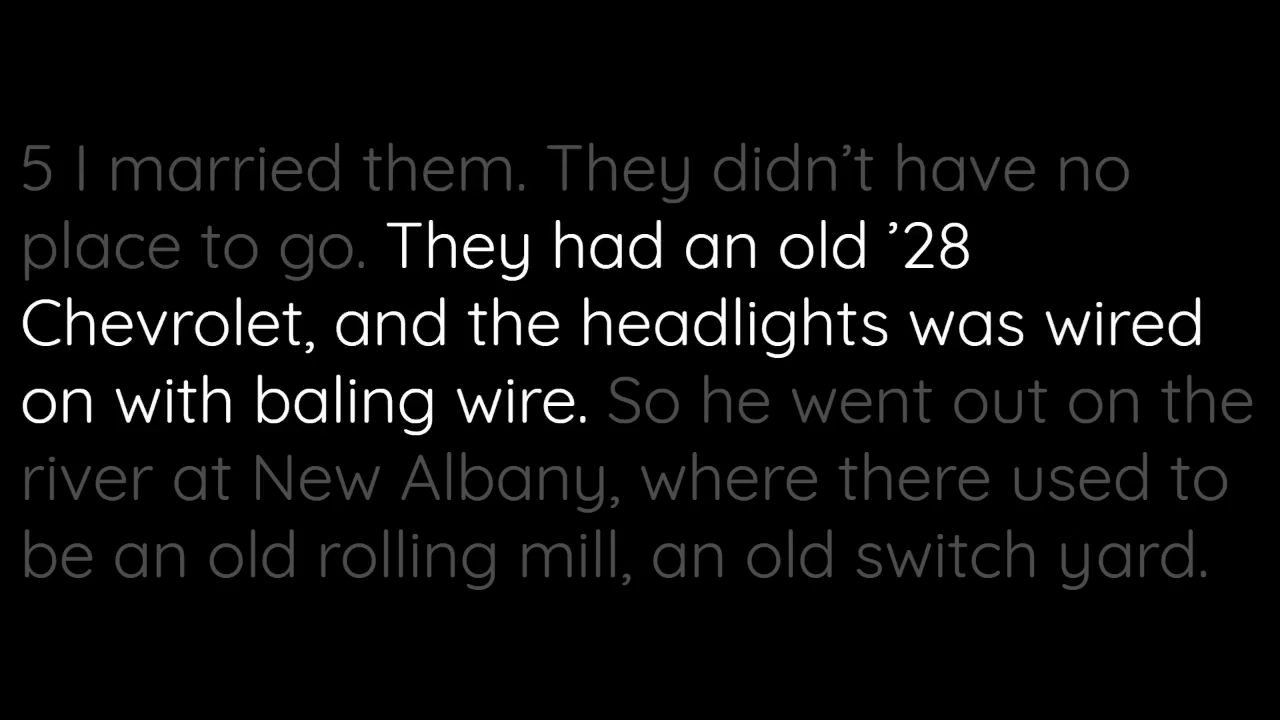 5 I married them. They didn’t have no
place to go. They had an old ’28
Chevrolet, and the headlights was wired
on with baling wire. So he went out on the
river at New Albany, where there used to
be an old rolling mill, an old switch yard.